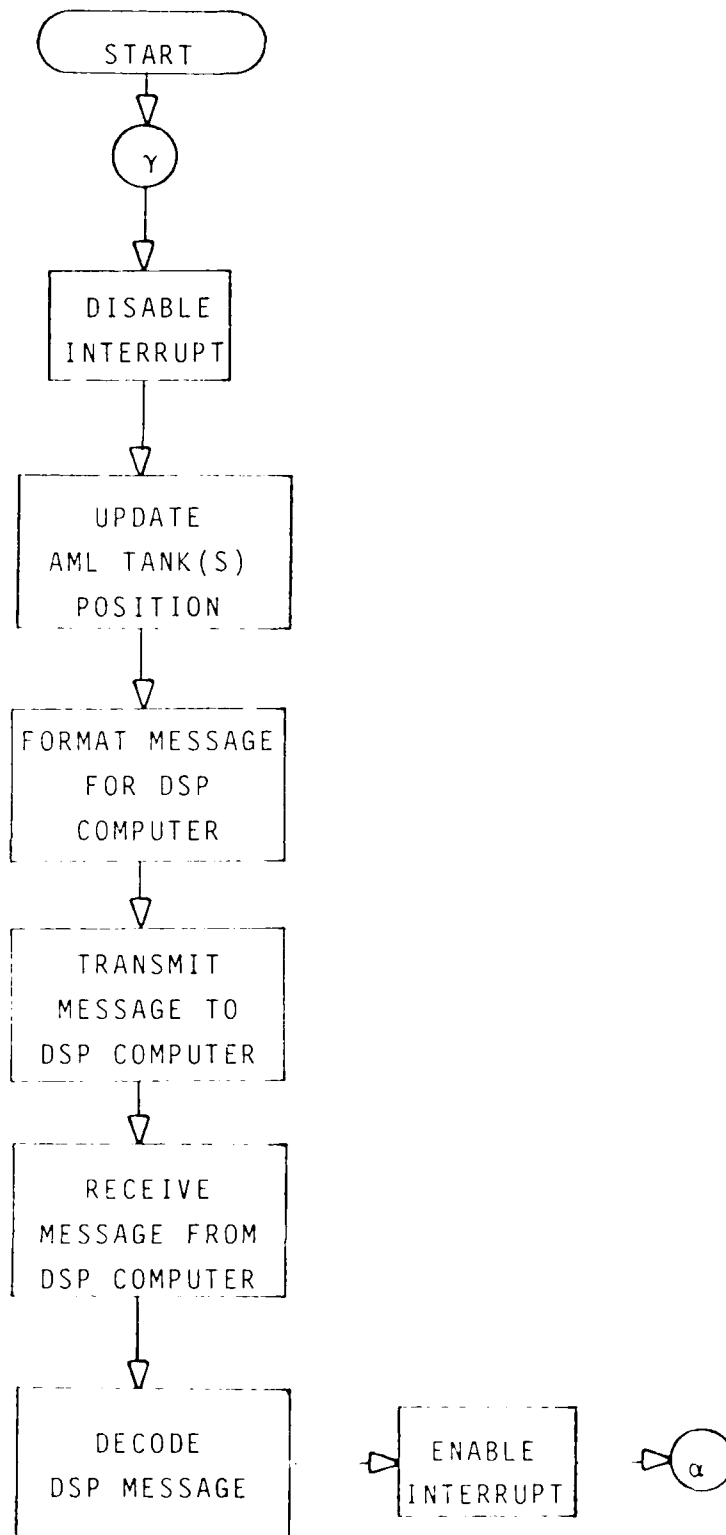 START
γ
DISABLE
INTERRUPT
UPDATE
AML TANK(S)
POSITION
FORMAT MESSAGE
FOR DSP
COMPUTER
TRANSMIT
MESSAGE TO
DSP COMPUTER
RECEIVE
MESSAGE FROM
DSP COMPUTER
DECODE
DSP MESSAGE
ENABLE
INTERRUPT
α